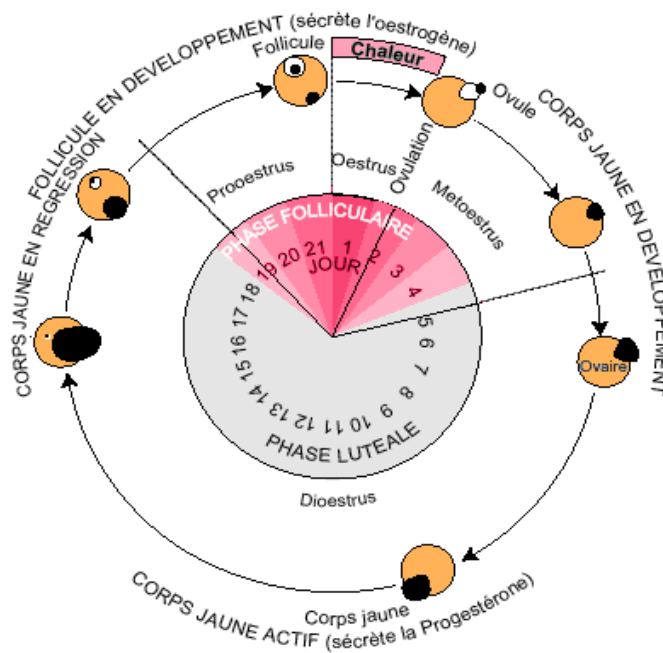 FOLLICULE EN DEVELOPPEMENT (sécrète l'oestrogène)
Follicule
Chaleur
Ovule
CORPS JAUNE EN DEVELOPPEMENT
CORPS JAUNE EN REGRESSION
Prooestrus
Oestrus
Ovulation
Metoestrus
PHASE FOLLICULAIRE
JOUR
1
2
3
4
5
6
7
8
9
10
11
12
13
14
15
16
17
18
19
20
21
PHASE LUTEALE
Ovaire
Dioestrus
Corps jaune
CORPS JAUNE ACTIF (sécrète la Progestérone)